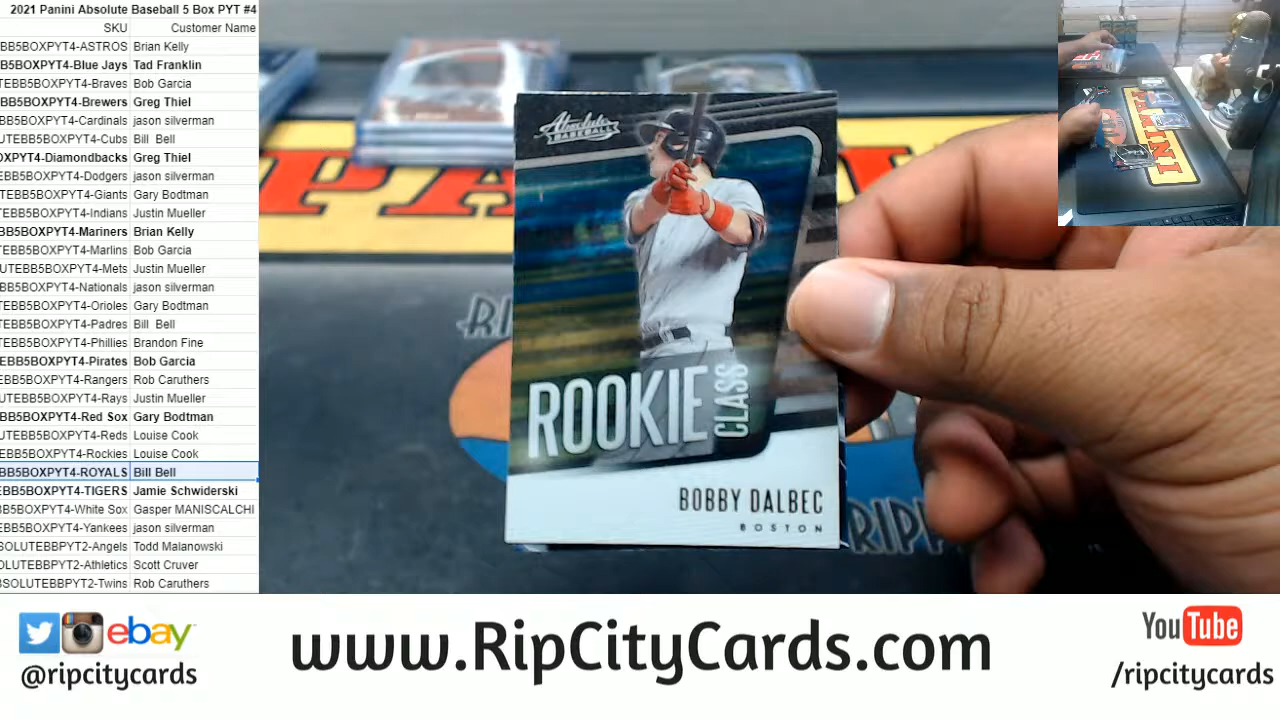 2021 Panini Absolute Baseball 5 Box PYT #4
SKU Customer Name
BB5BOXPYT4-ASTROS Brian Kelly
BB5BOXPYT4-Blue Jays Tad Franklin
TEBB5BOXPYT4-Braves Bob Garcia
BB5BOXPYT4-Brewers Greg Thiel
BB5BOXPYT4-Cardinals jason silverman
UTEBB5BOXPYT4-Cubs Bill Bell
OXPYT4-Diamondbacks Greg Thiel
EBB5BOXPYT4-Dodgers jason silverman
TEBB5BOXPYT4-Giants Gary Bodtman
TEBB5BOXPYT4-Indians Justin Mueller
EBB5BOXPYT4-Mariners Brian Kelly
TEBB5BOXPYT4-Marlins Bob Garcia
UTEBB5BOXPYT4-Mets Justin Mueller
BB5BOXPYT4-Nationals jason silverman
TEBB5BOXPYT4-Orioles Gary Bodtman
TEBB5BOXPYT4-Padres Bill Bell
EBB5BOXPYT4-Phillies Brandon Fine
EBB5BOXPYT4-Pirates Bob Garcia
EBB5BOXPYT4-Rangers Rob Caruthers
UTEBB5BOXPYT4-Rays Justin Mueller
EBB5BOXPYT4-Red Sox Gary Bodtman
UTEBB5BOXPYT4-Reds Louise Cook
EBB5BOXPYT4-Rockies Louise Cook
BB5BOXPYT4-ROYALS Bill Bell
EBB5BOXPYT4-TIGERS Jamie Schwiderski
B5BOXPYT4-White Sox Gasper MANISCALCHI
EBB5BOXPYT4-Yankees jason silverman
SOLUTEBBPYT2-Angels Todd Malanowski
OLUTEBBPYT2-Athletics Scott Cruver
BSOLUTEBBPYT2-Twins Rob Caruthers
Absolute
BASEBALL
ROOKIE
CLASS
BOBBY DALBEC
BOSTON
PANINI
ebay
@ripcitycards
www.RipCityCards.com
YouTube
/ripcitycards